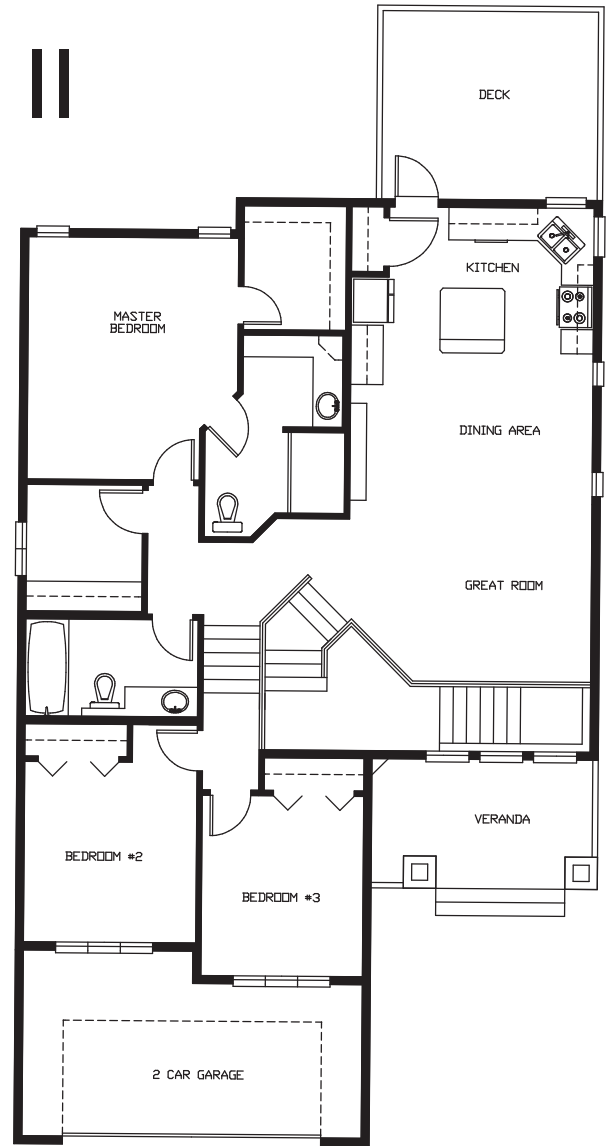 II
DECK
KITCHEN
MASTER
BEDROOM
DINING AREA
GREAT ROOM
VERANDA
BEDROOM #2
BEDROOM #3
2 CAR GARAGE